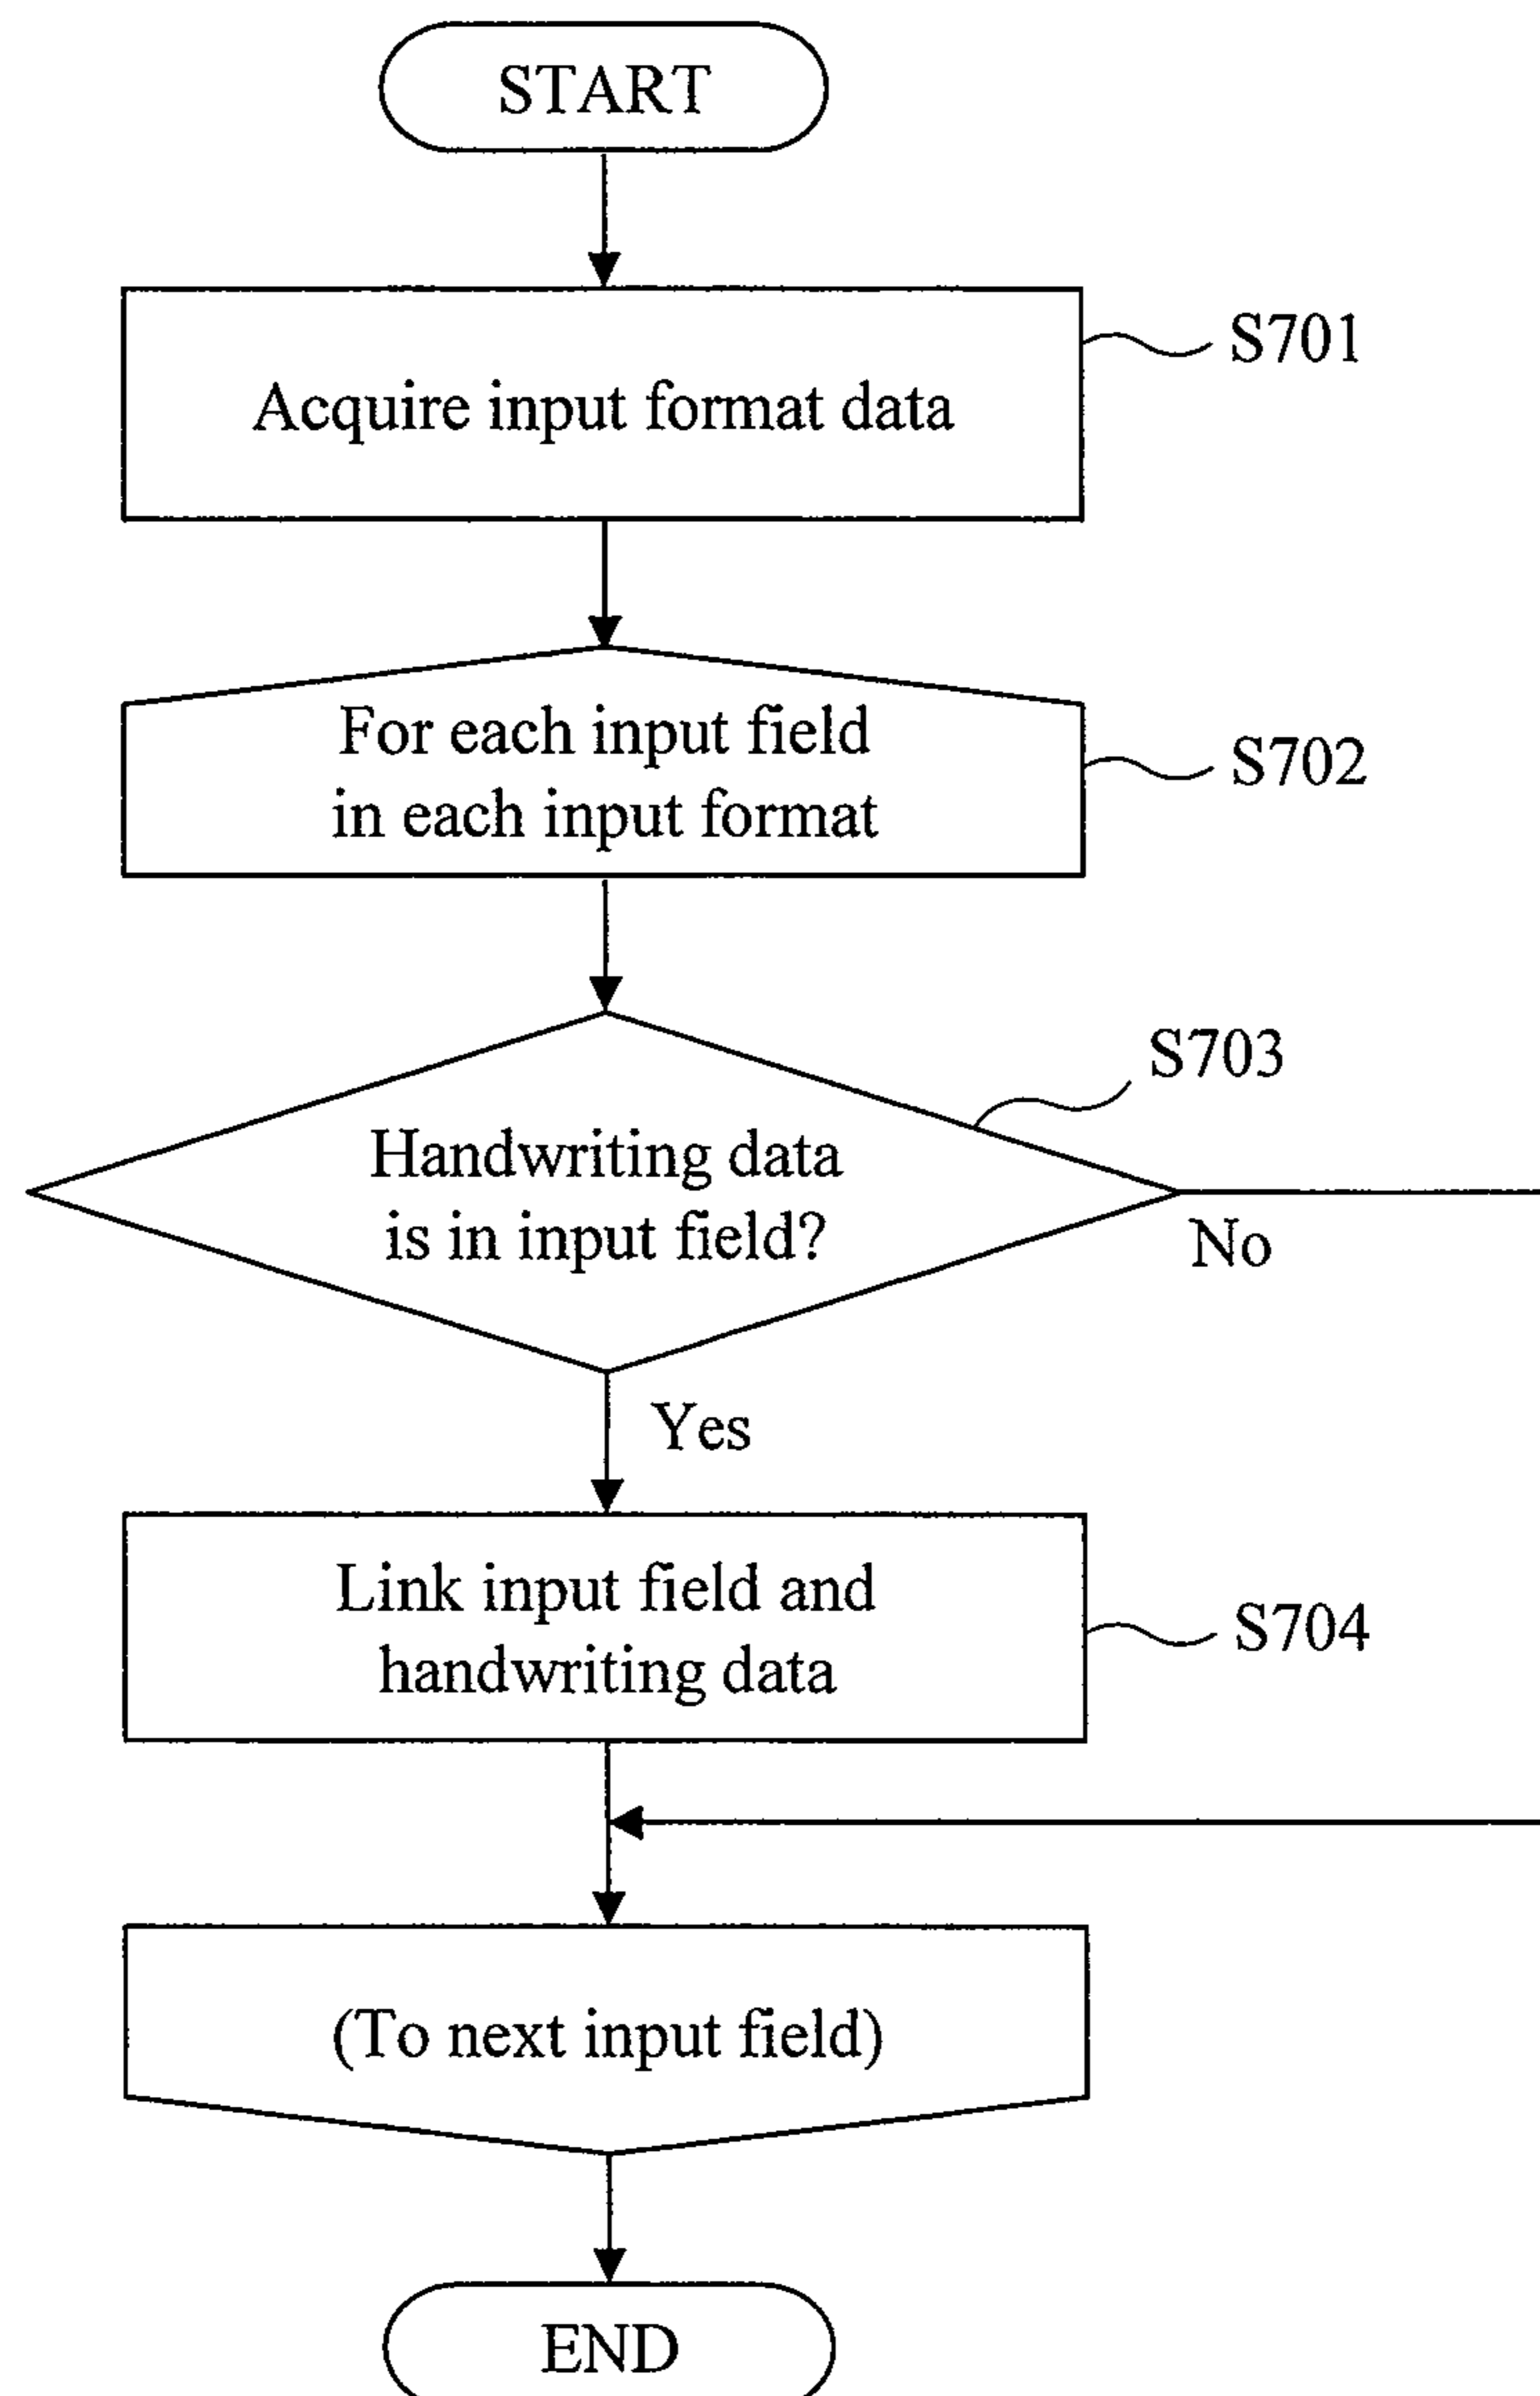 START
Acquire input format data
S701
For each input field
in each input format
S702
S703
Handwriting data
is in input field?
No
Yes
Link input field and
handwriting data
S704
(To next input field)
END